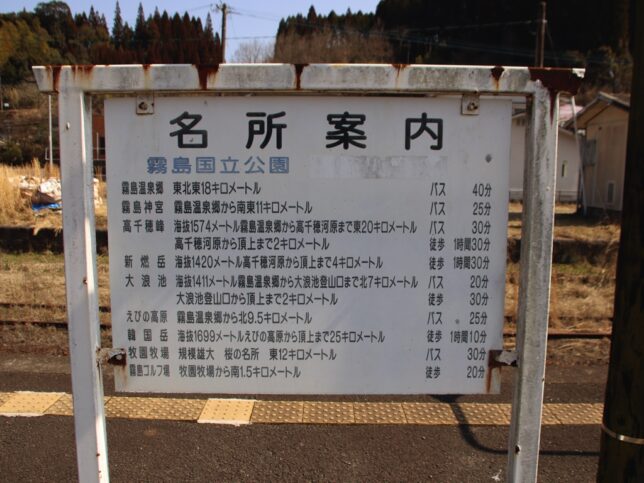 名所案内
霧島国立公園
霧島温泉郷 東北東18キロメートル バス 40分
霧島神宮 霧島温泉郷から南東11キロメートル バス 25分
高千穂峰 海抜1574メートル霧島温泉郷から高千穂河原まで東20キロメートル バス 30分
高千穂河原から頂上まで2キロメートル 徒歩 1時間30分
新燃岳 海抜1420メートル高千穂河原から頂上まで4キロメートル 徒歩 1時間30分
大浪池 海抜1411メートル霧島温泉郷から大浪池登山口まで北7キロメートル バス 20分
大浪池登山口から頂上まで2キロメートル 徒歩 30分
えびの高原 霧島温泉郷から北9.5キロメートル バス 25分
韓国岳 海抜1699メートルえびの高原から頂上まで25キロメートル 徒歩 1時間10分
牧園牧場 規模雄大 桜の名所 東12キロメートル バス 30分
霧島ゴルフ場 牧園牧場から南1.5キロメートル 徒歩 20分